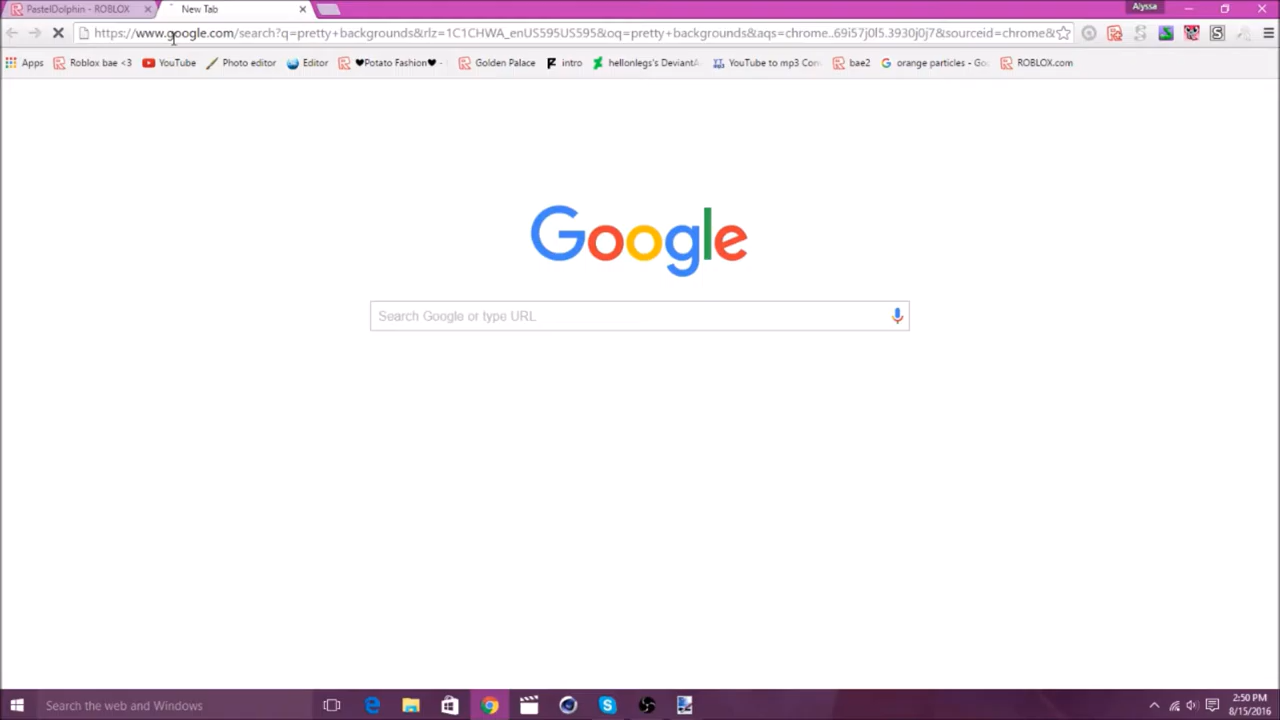 PastelDolphin - ROBLOX
New Tab
Alyssa
https://www.google.com/search?q=pretty+backgrounds&rlz=1C1CHWA_enUS595US595&oq=pretty+backgrounds&aqs=chrome..69i57j0l5.3930j0j7&sourceid=chrome&
Apps
Roblox bae <3
YouTube
Photo editor
Editor
♥Potato Fashion♥ -
Golden Palace
intro
hellonlegs's DeviantA
YouTube to mp3 Con
bae2
orange particles - Goo
ROBLOX.com
Google
Search Google or type URL
Search the web and Windows
2:50 PM
8/15/2016